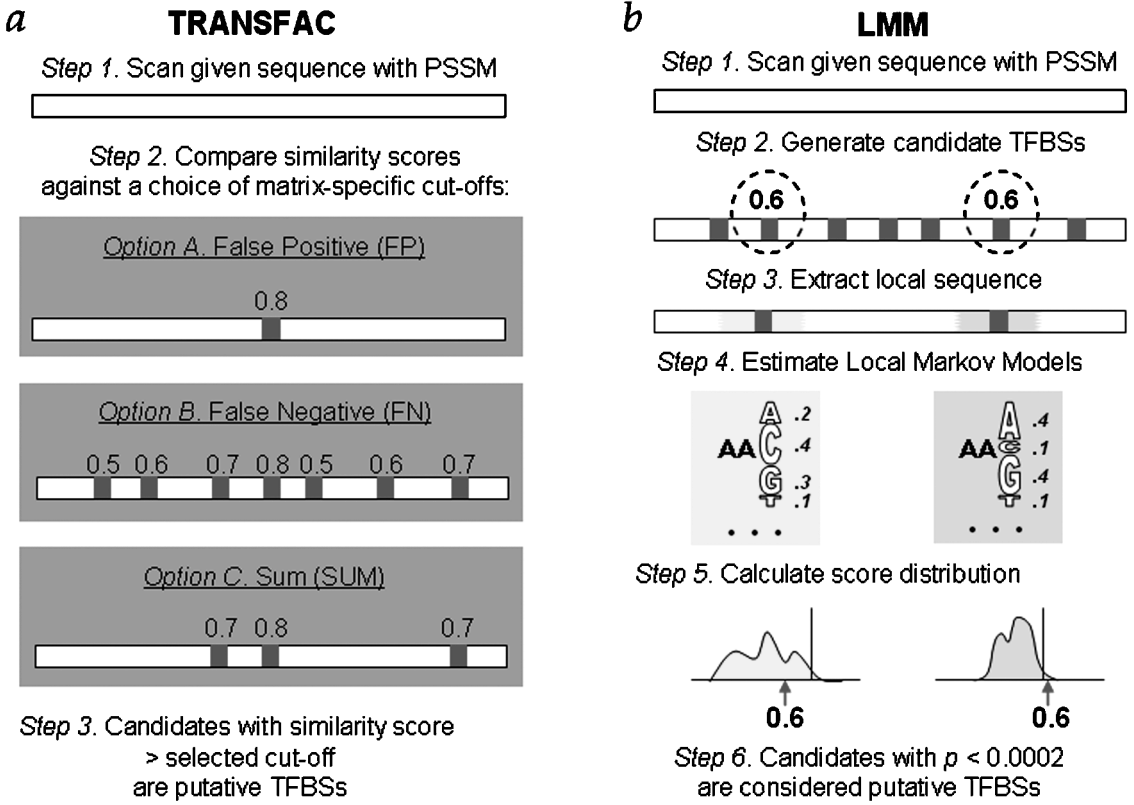 a
TRANSFAC
Step 1. Scan given sequence with PSSM
Step 2. Compare similarity scores
against a choice of matrix-specific cut-offs:
Option A. False Positive (FP)
0.8
Option B. False Negative (FN)
0.5 0.6 0.7 0.8 0.5 0.6 0.7
Option C. Sum (SUM)
0.7 0.8 0.7
Step 3. Candidates with similarity score
> selected cut-off
are putative TFBSs
b
LMM
Step 1. Scan given sequence with PSSM
Step 2. Generate candidate TFBSs
0.6 0.6
Step 3. Extract local sequence
Step 4. Estimate Local Markov Models
A .2
AA C .4
G .3
T .1
. . .
A .4
AA C .1
G .4
T .1
. . .
Step 5. Calculate score distribution
0.6 0.6
Step 6. Candidates with p < 0.0002
are considered putative TFBSs